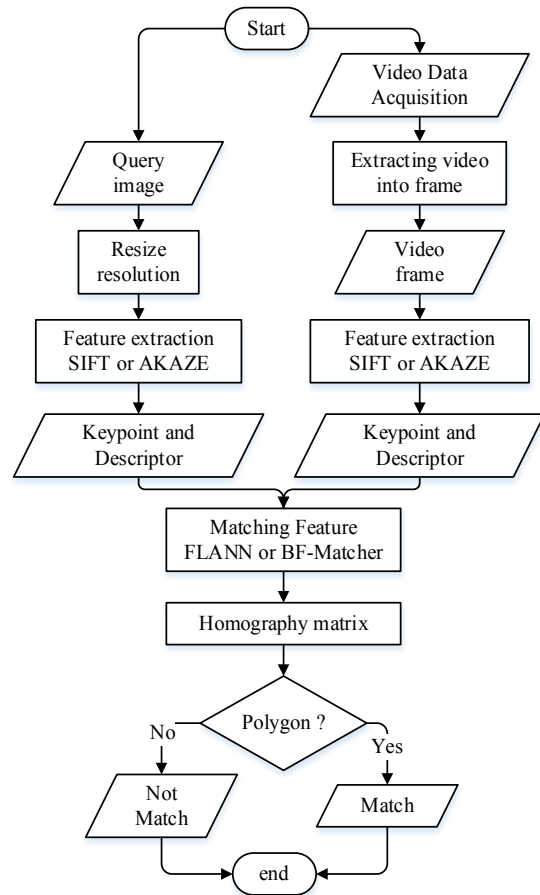 Start
Video Data
Acquisition
Query
image
Extracting video
into frame
Resize
resolution
Video
frame
Feature extraction
SIFT or AKAZE
Feature extraction
SIFT or AKAZE
Keypoint and
Descriptor
Keypoint and
Descriptor
Matching Feature
FLANN or BF-Matcher
Homography matrix
Polygon ?
No
Yes
Not
Match
Match
end